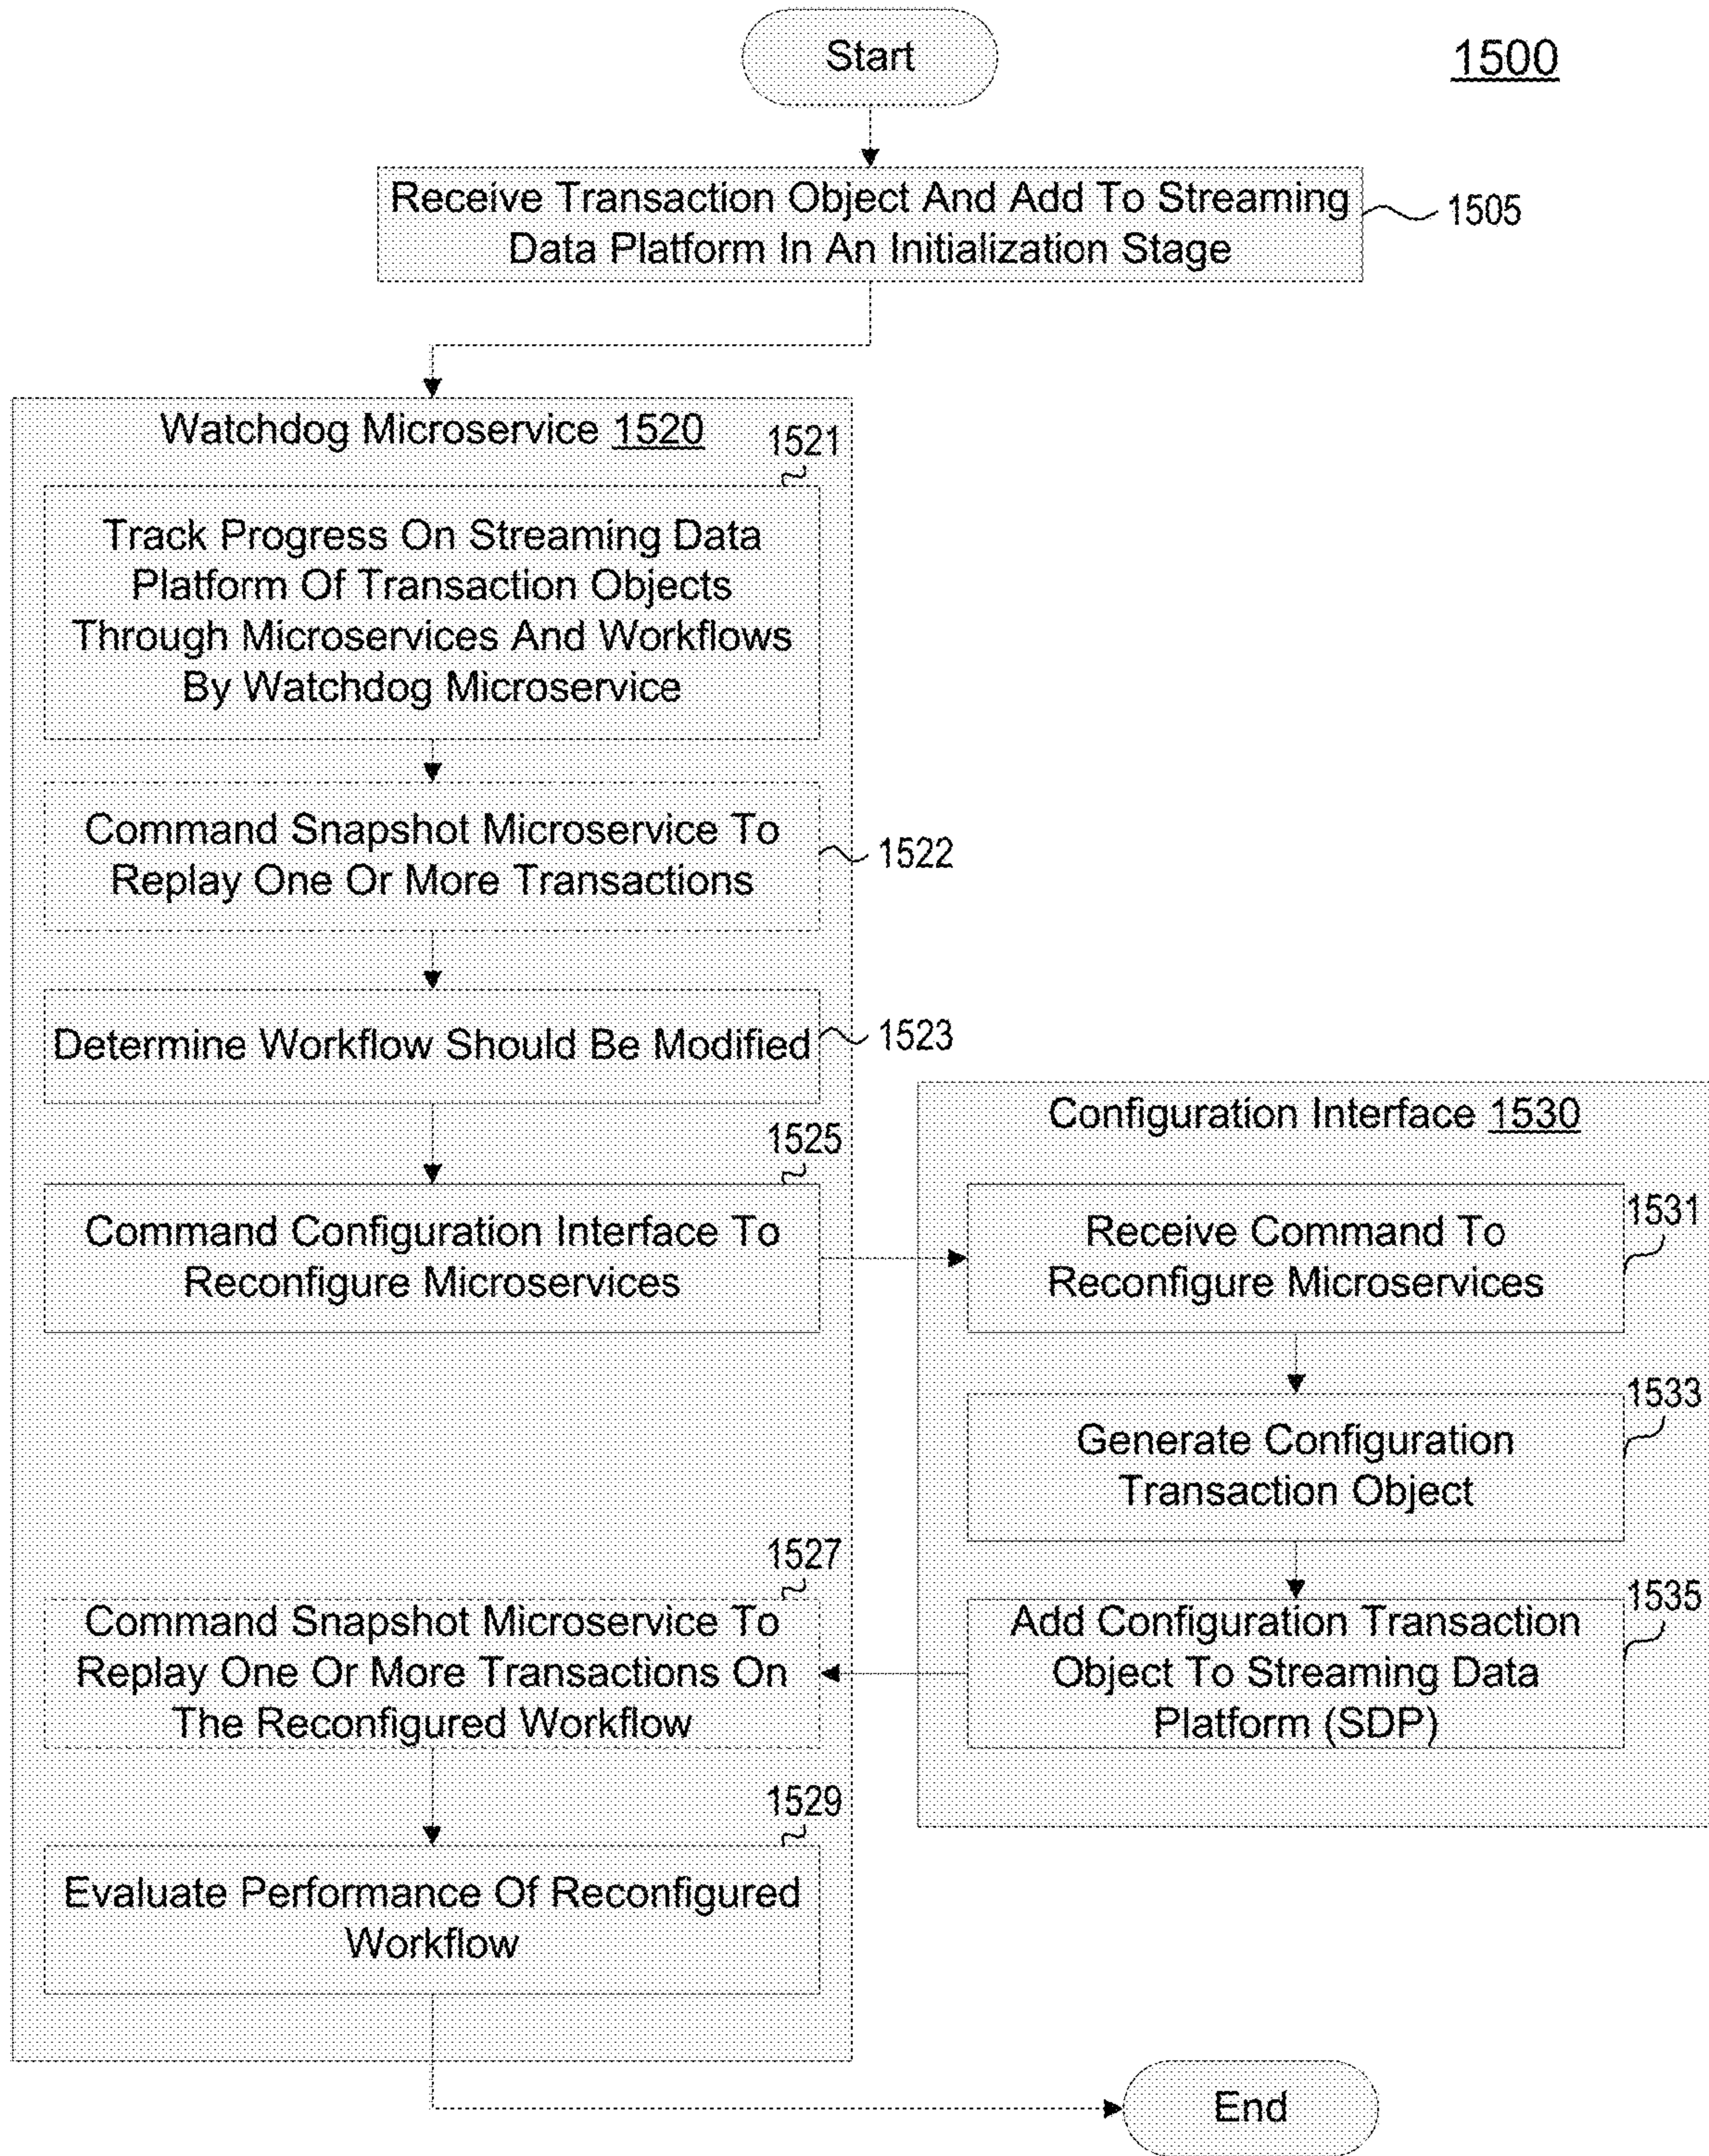 Start
1500
Receive Transaction Object And Add To Streaming
Data Platform In An Initialization Stage
1505
Watchdog Microservice 1520
1521
Track Progress On Streaming Data
Platform Of Transaction Objects
Through Microservices And Workflows
By Watchdog Microservice
Command Snapshot Microservice To
Replay One Or More Transactions
1522
Determine Workflow Should Be Modified
1523
1525
Command Configuration Interface To
Reconfigure Microservices
Configuration Interface 1530
Receive Command To
Reconfigure Microservices
1531
Generate Configuration
Transaction Object
1533
Add Configuration Transaction
Object To Streaming Data
Platform (SDP)
1535
1527
Command Snapshot Microservice To
Replay One Or More Transactions On
The Reconfigured Workflow
1529
Evaluate Performance Of Reconfigured
Workflow
End